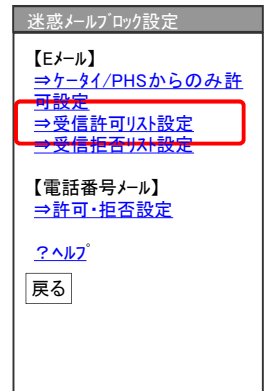 迷惑ﾒｰﾙﾌﾞﾛｯｸ設定
【Eﾒｰﾙ】
⇒ｹｰﾀｲ/PHSからのみ許
可設定
⇒受信許可ﾘｽﾄ設定
⇒受信拒否ﾘｽﾄ設定
【電話番号ﾒｰﾙ】
⇒許可・拒否設定
？ﾍﾙﾌﾟ
戻る